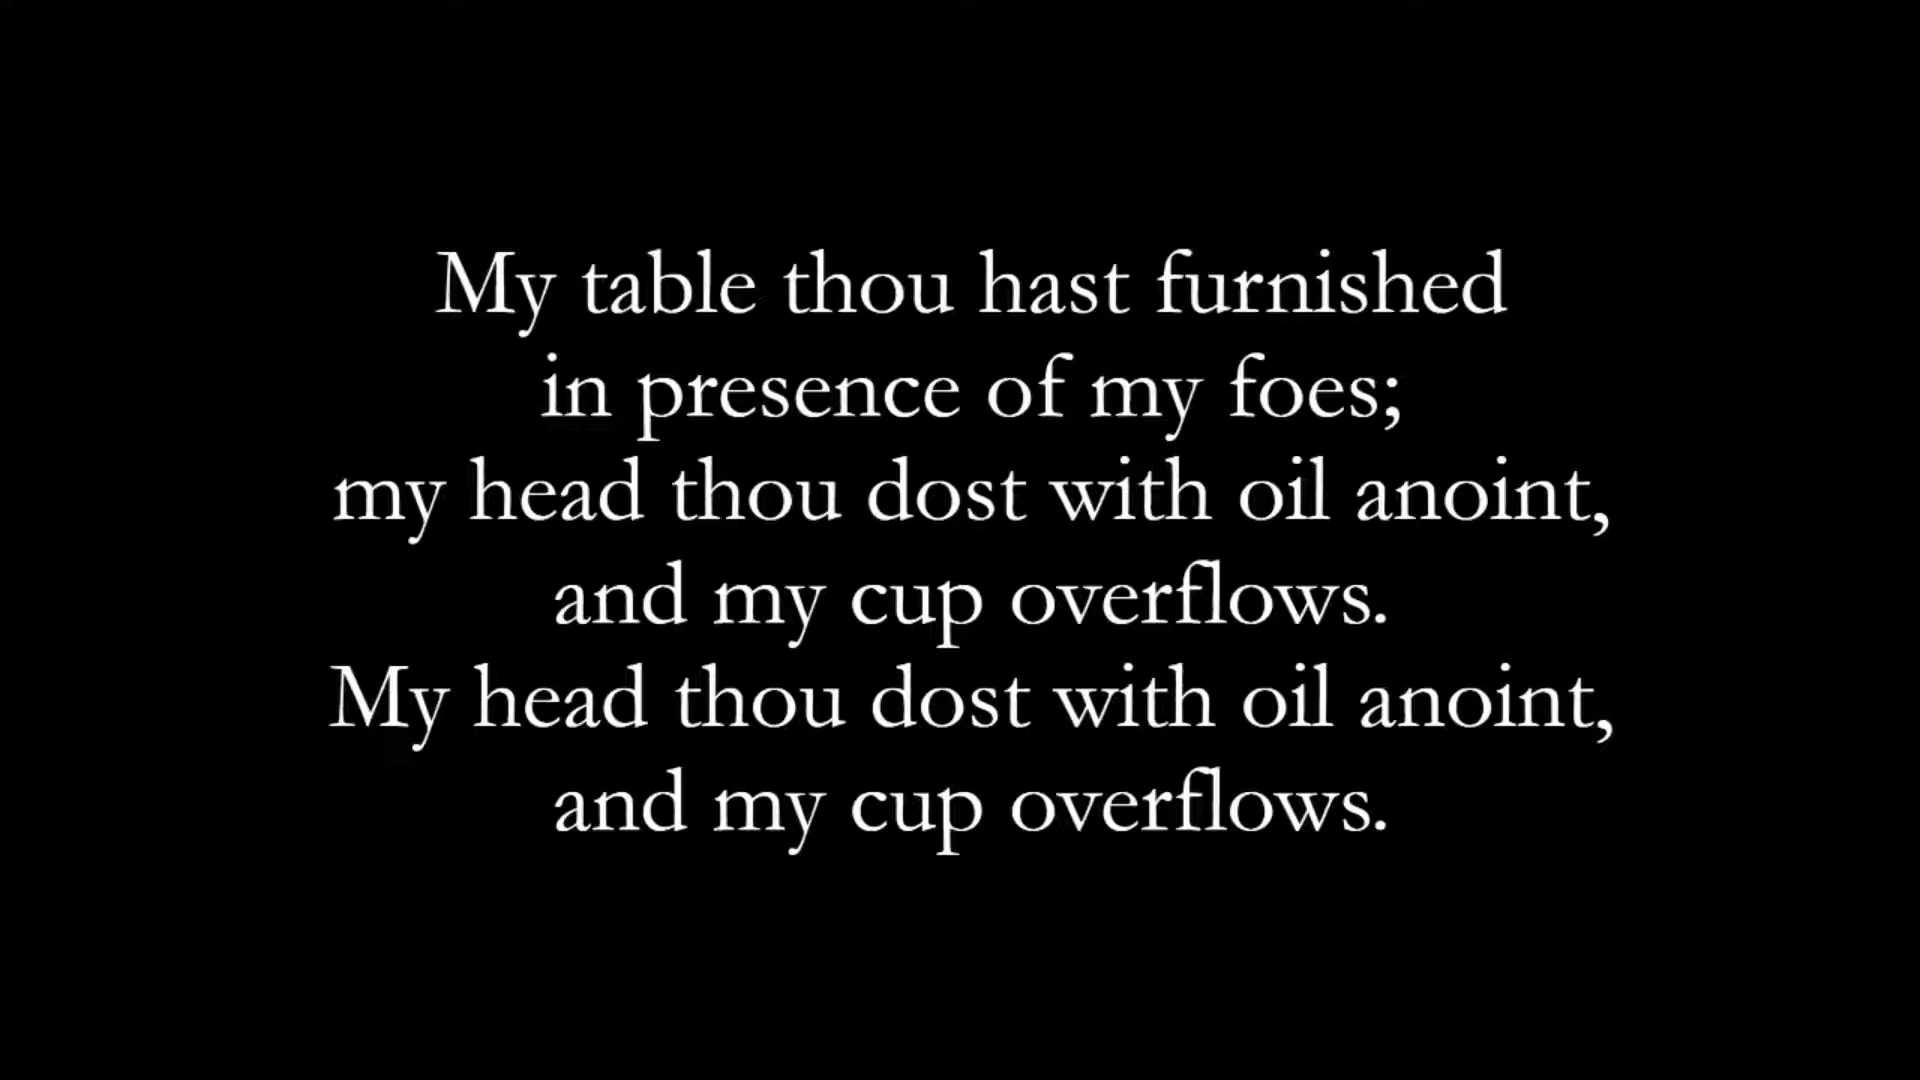 My table thou hast furnished
in presence of my foes;
my head thou dost with oil anoint,
and my cup overflows.
My head thou dost with oil anoint,
and my cup overflows.